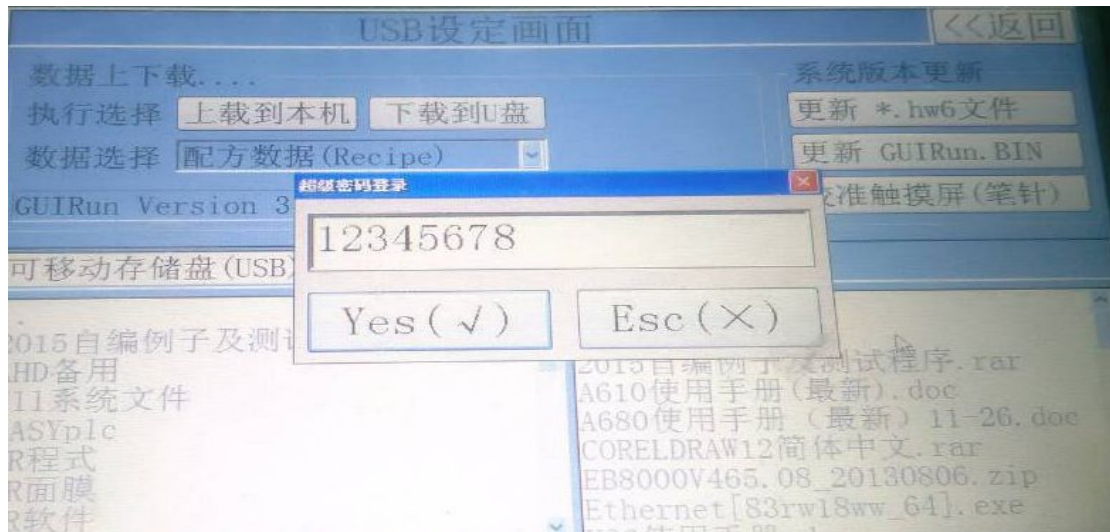 USB设定画面
<<返回
数据上下载....
系统版本更新
执行选择 上载到本机 下载到U盘
更新 *.hw6文件
数据选择 配方数据(Recipe)
更新 GUIRun.BIN
超级密码登录
GUIRun Version 3
校准触摸屏(笔针)
12345678
可移动存储盘(USB)
Yes(√)
Esc(×)
2015自编例子及测试
HD备用
11系统文件
ASYplc
R程式
R面膜
R软件
2015自编例子及测试程序.rar
A610使用手册(最新).doc
A680使用手册（最新）11-26.doc
CORELDRAW12简体中文.rar
EB8000V465.08_20130806.zip
Ethernet[83rw18ww_64].exe